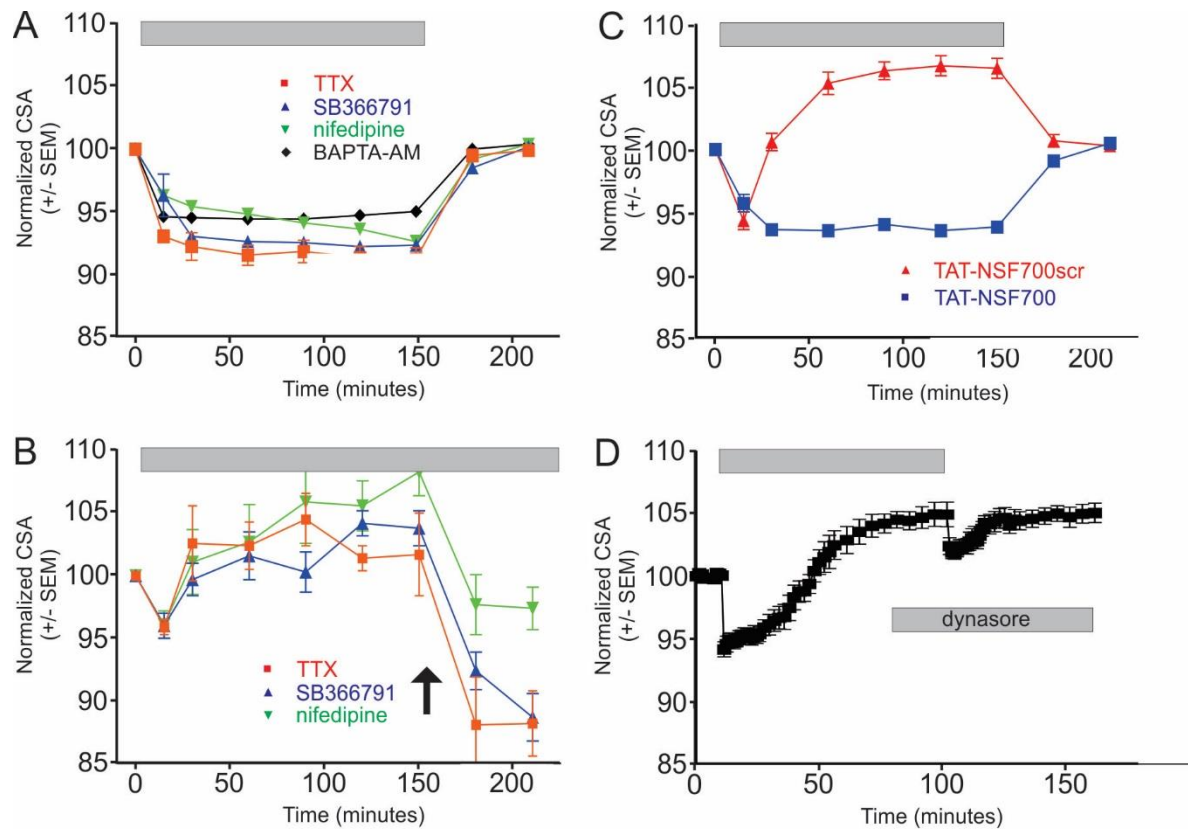 A
110
105
100
95
90
85
Normalized CSA
(+/- SEM)
TTX
SB366791
nifedipine
BAPTA-AM
0 50 100 150 200
Time (minutes)
C
110
105
100
95
90
85
Normalized CSA
(+/- SEM)
TAT-NSF700scr
TAT-NSF700
0 50 100 150 200
Time (minutes)
B
110
105
100
95
90
85
Normalized CSA
(+/- SEM)
TTX
SB366791
nifedipine
0 50 100 150 200
Time (minutes)
D
110
105
100
95
90
85
Normalized CSA
(+/- SEM)
dynasore
0 50 100 150
Time (minutes)